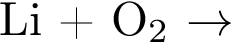 Li + O₂ →